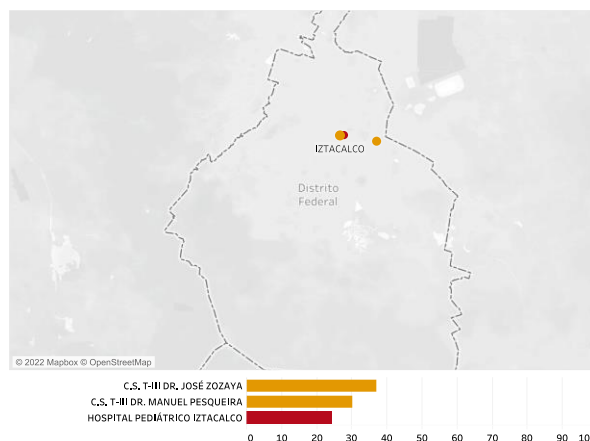 IZTACALCO
Distrito
Federal
© 2022 Mapbox © OpenStreetMap
C.S. T-III DR. JOSÉ ZOZAYA
C.S. T-III DR. MANUEL PESQUEIRA
HOSPITAL PEDIÁTRICO IZTACALCO
0 10 20 30 40 50 60 70 80 90 10